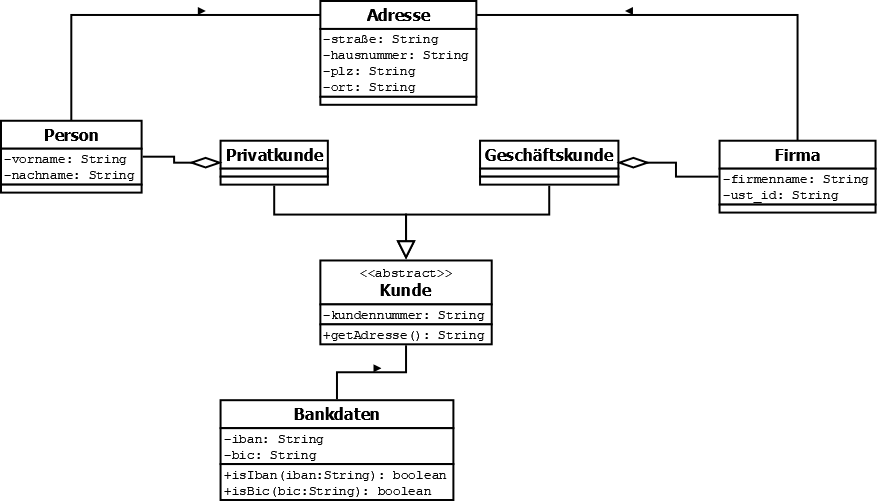 Adresse
-straße: String
-hausnummer: String
-plz: String
-ort: String
Person
-vorname: String
-nachname: String
Privatkunde
Geschäftskunde
Firma
-firmenname: String
-ust_id: String
<<abstract>>
Kunde
-kundennummer: String
+getAdresse(): String
Bankdaten
-iban: String
-bic: String
+isIban(iban:String): boolean
+isBic(bic:String): boolean